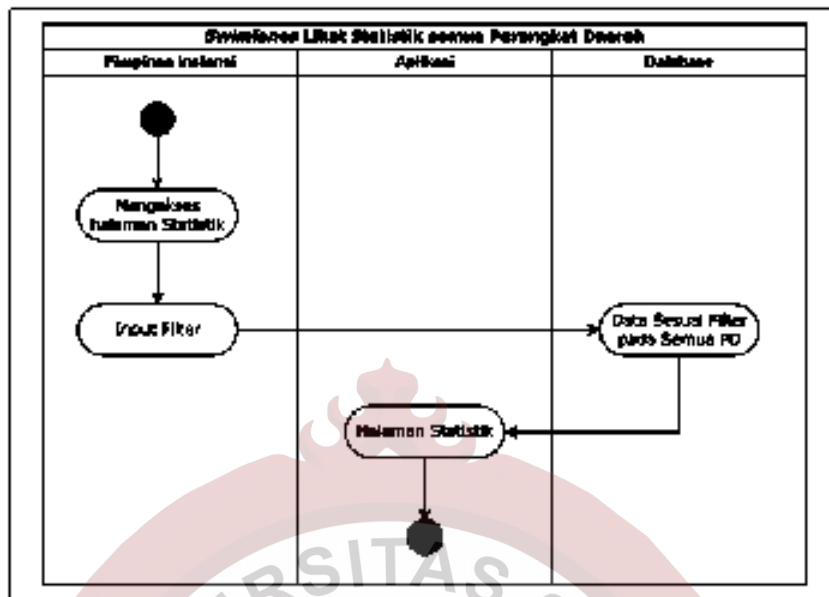 Swimlanes Lihat Statistik semua Perangkat Daerah
Pimpinan Instansi
Aplikasi
Database
Mengakses
halaman Statistik
Input Filter
Data Sesuai Filter
pada Semua PD
Halaman Statistik
ERSITAS